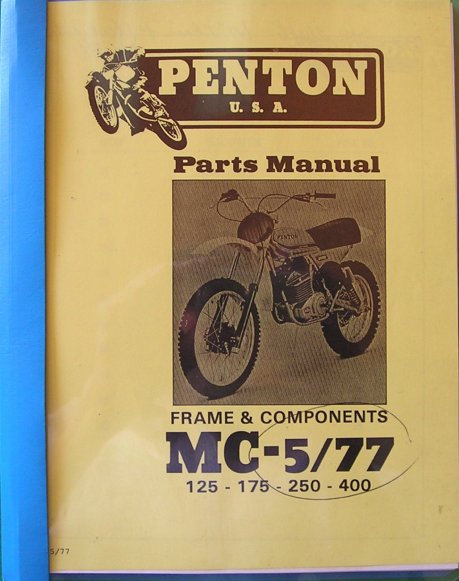 PENTON
U. S. A.
Parts Manual
PENTON
FRAME & COMPONENTS
MC-5/77
125 - 175 - 250 - 400
5/77